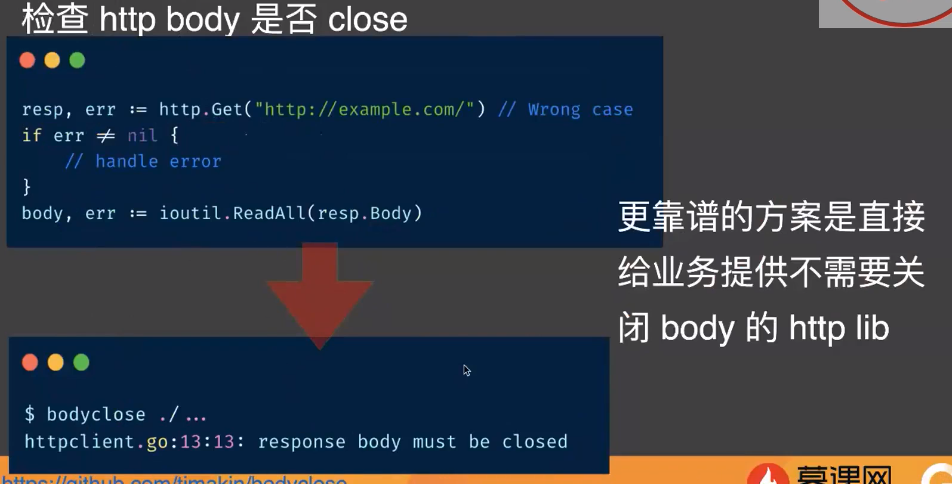 检查 http body 是否 close
resp, err := http.Get("http://example.com/") // Wrong case
if err ≠ nil {
// handle error
}
body, err := ioutil.ReadAll(resp.Body)
更靠谱的方案是直接
给业务提供不需要关
闭 body 的 http lib
$ bodyclose ./...
httpclient.go:13:13: response body must be closed
https://github.com/timakin/bodyclose
慕课网